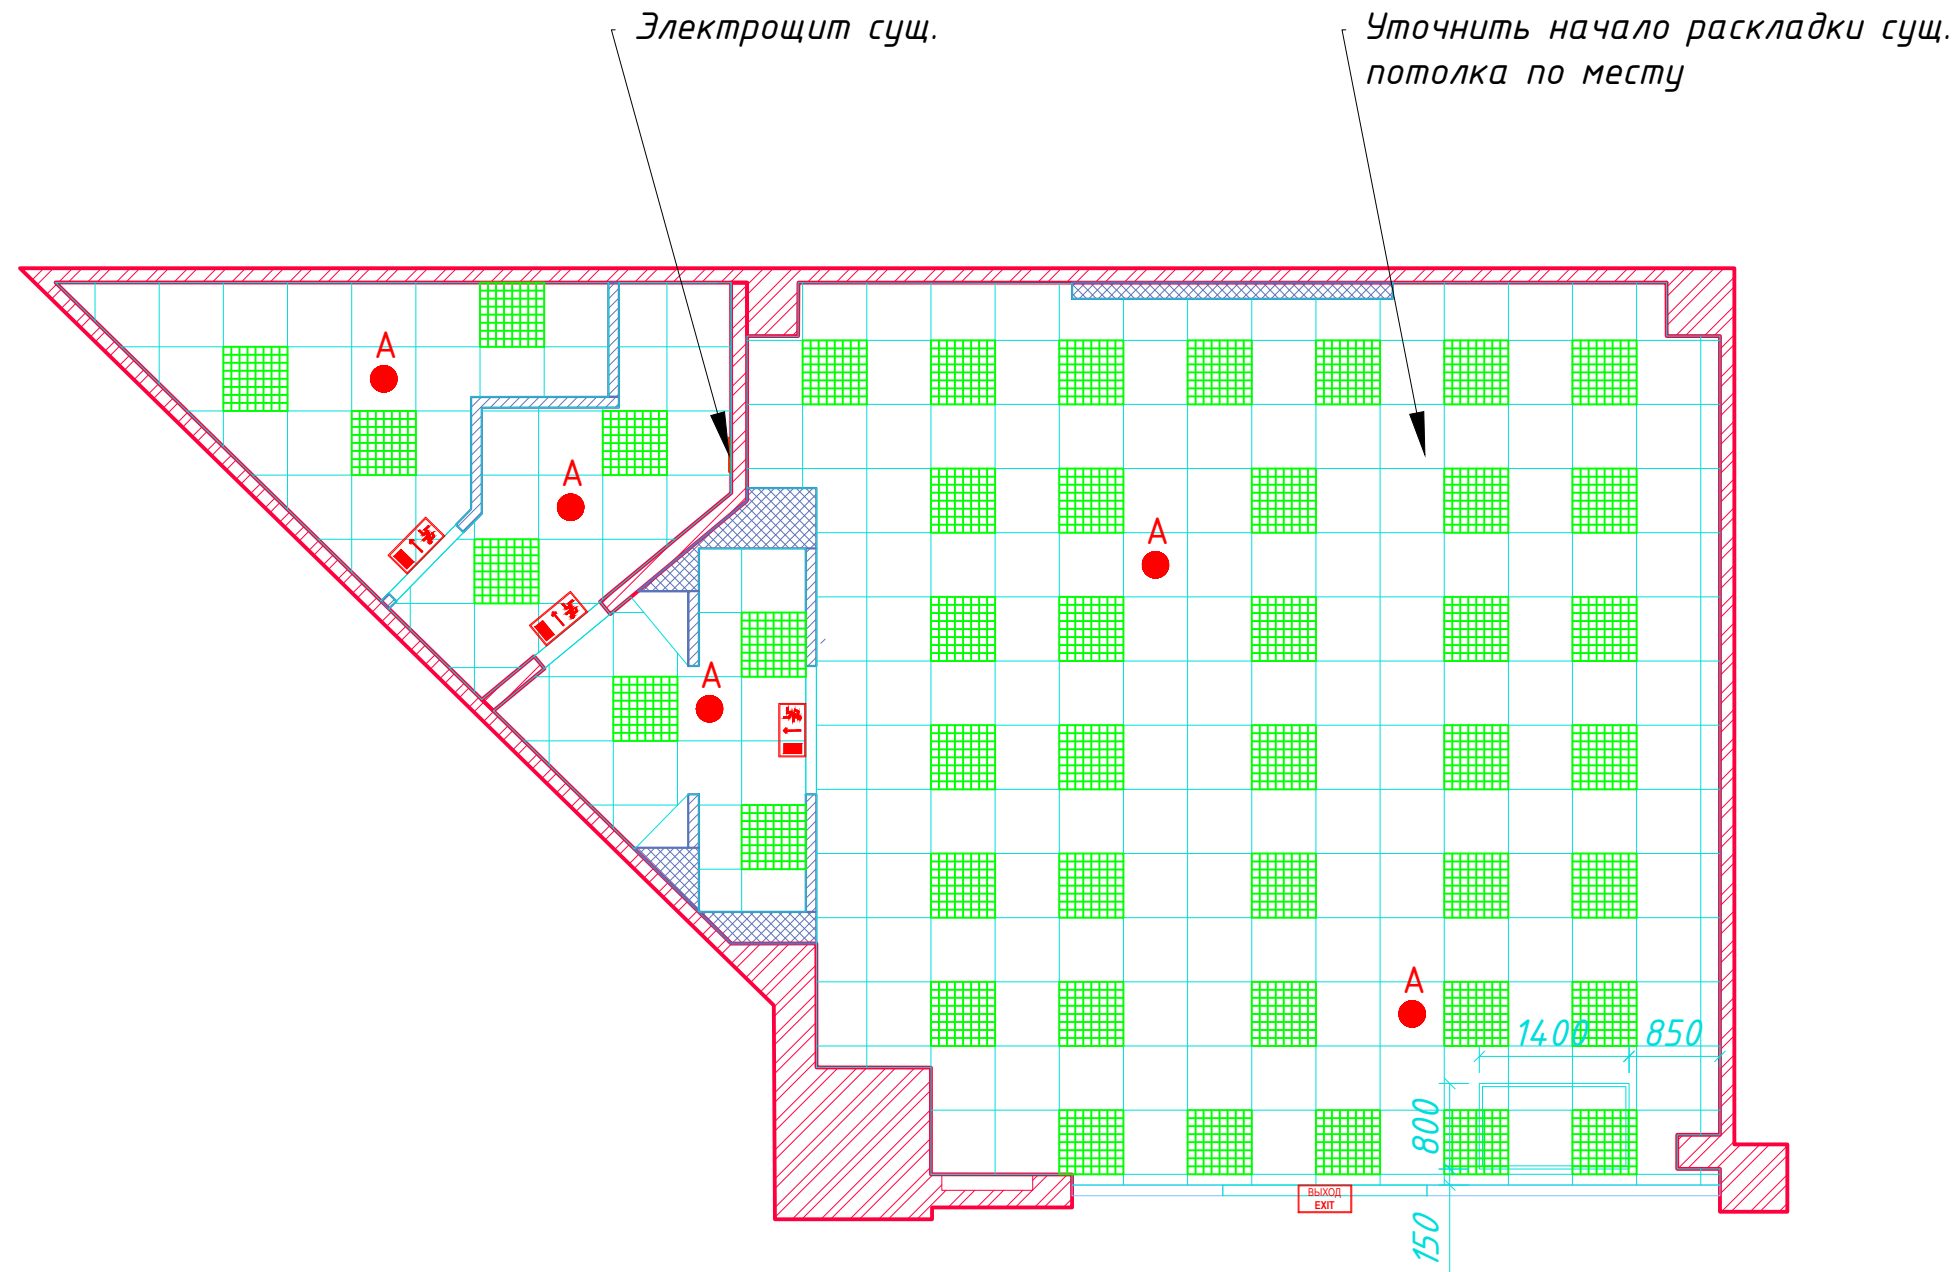 Электрощит сущ.
Уточнить начало раскладки сущ.
потолка по месту
А
А
А
А
А
1400
850
800
150
ВЫХОД
EXIT